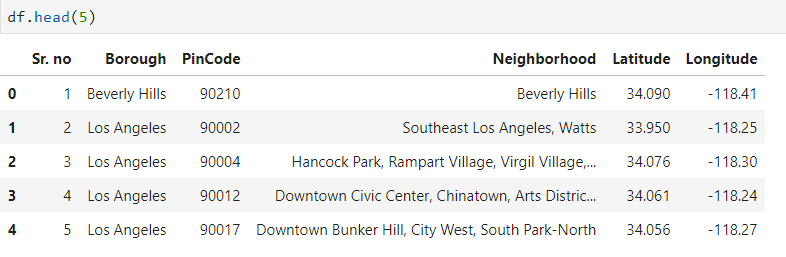 df.head(5)
Sr. no Borough PinCode Neighborhood Latitude Longitude
0 1 Beverly Hills 90210 Beverly Hills 34.090 -118.41
1 2 Los Angeles 90002 Southeast Los Angeles, Watts 33.950 -118.25
2 3 Los Angeles 90004 Hancock Park, Rampart Village, Virgil Village,... 34.076 -118.30
3 4 Los Angeles 90012 Downtown Civic Center, Chinatown, Arts Distric... 34.061 -118.24
4 5 Los Angeles 90017 Downtown Bunker Hill, City West, South Park-North 34.056 -118.27